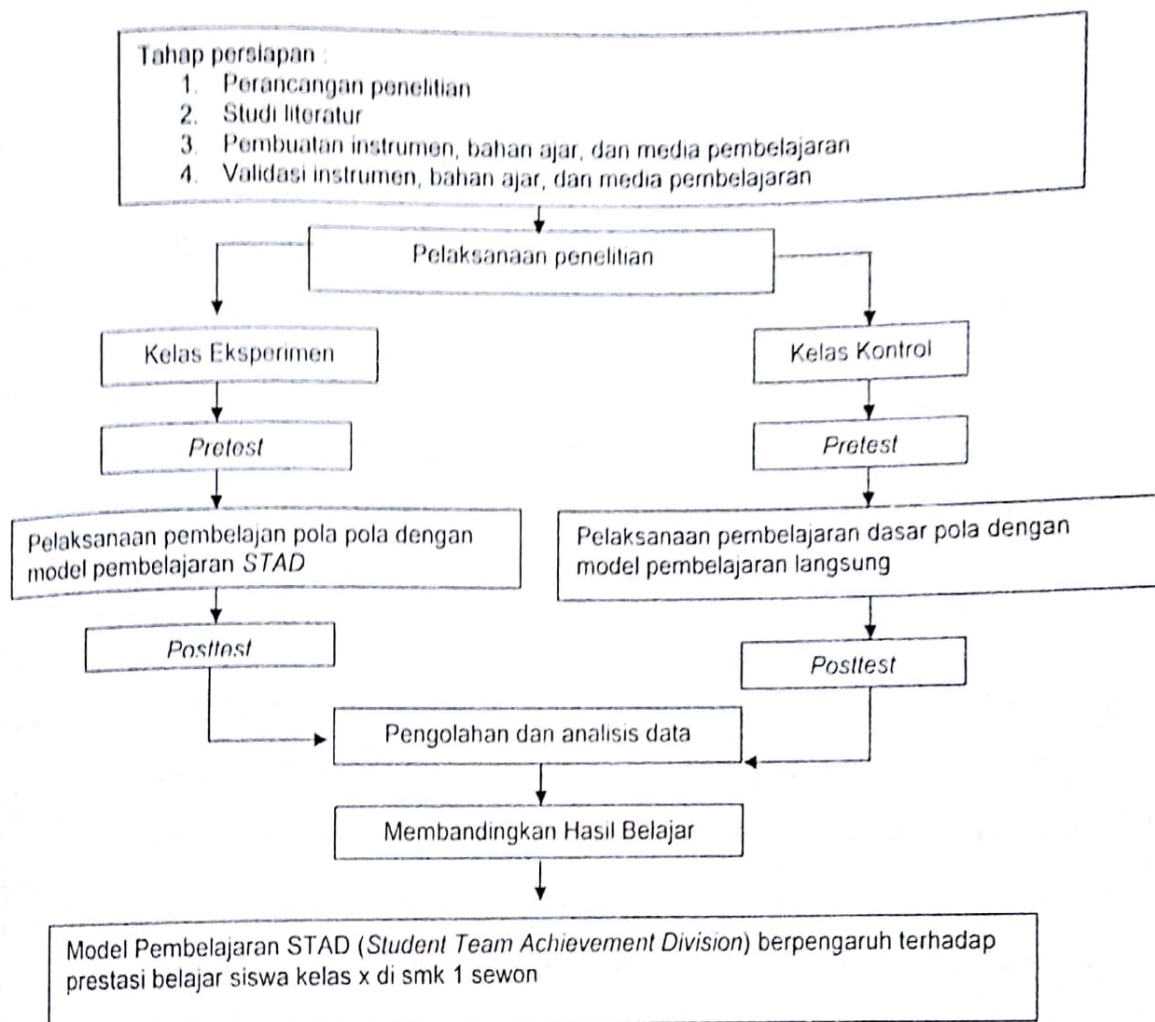 Tahap persiapan :
1. Perancangan penelitian
2. Studi literatur
3. Pembuatan instrumen, bahan ajar, dan media pembelajaran
4. Validasi instrumen, bahan ajar, dan media pembelajaran
Pelaksanaan penelitian
Kelas Eksperimen
Kelas Kontrol
Pretest
Pretest
Pelaksanaan pembelajan pola pola dengan
model pembelajaran STAD
Pelaksanaan pembelajaran dasar pola dengan
model pembelajaran langsung
Posttest
Posttest
Pengolahan dan analisis data
Membandingkan Hasil Belajar
Model Pembelajaran STAD (Student Team Achievement Division) berpengaruh terhadap
prestasi belajar siswa kelas x di smk 1 sewon